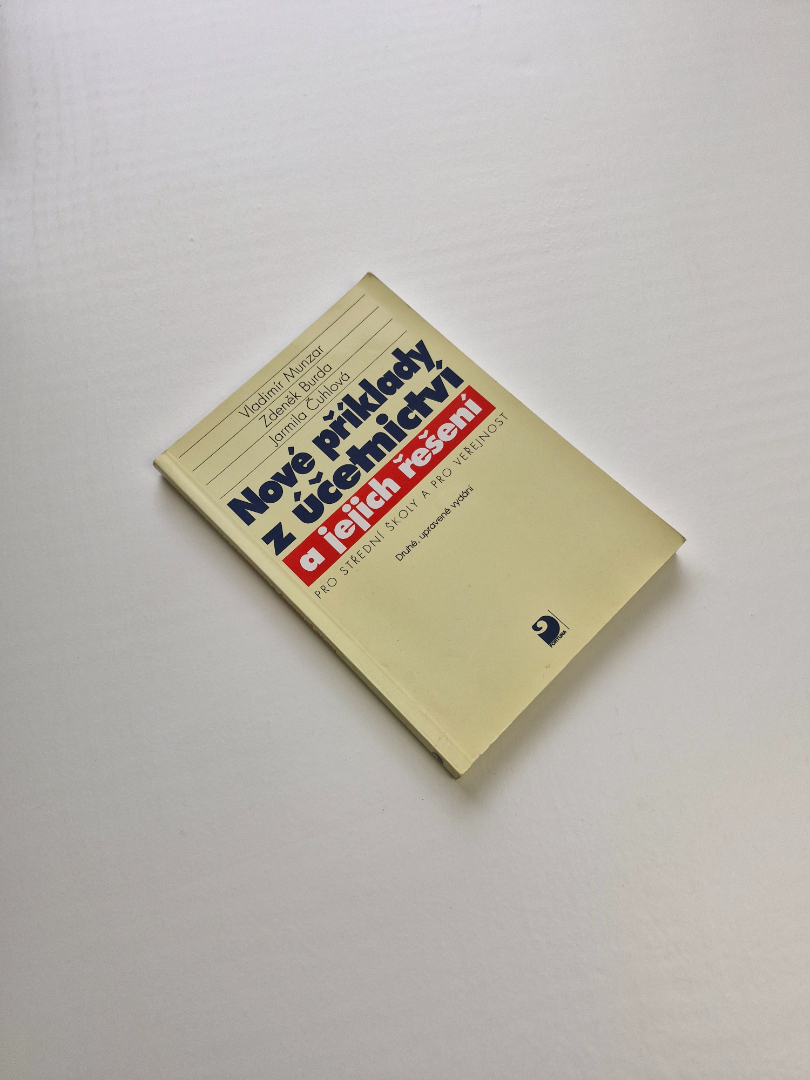 Vladimír Munzar
Zdeněk Burda
Jarmila Čuhlová
Nové příklady
z účetnictví
a jejich řešení
PRO STŘEDNÍ ŠKOLY A PRO VEŘEJNOST
Druhé, upravené vydání
FORTUNA